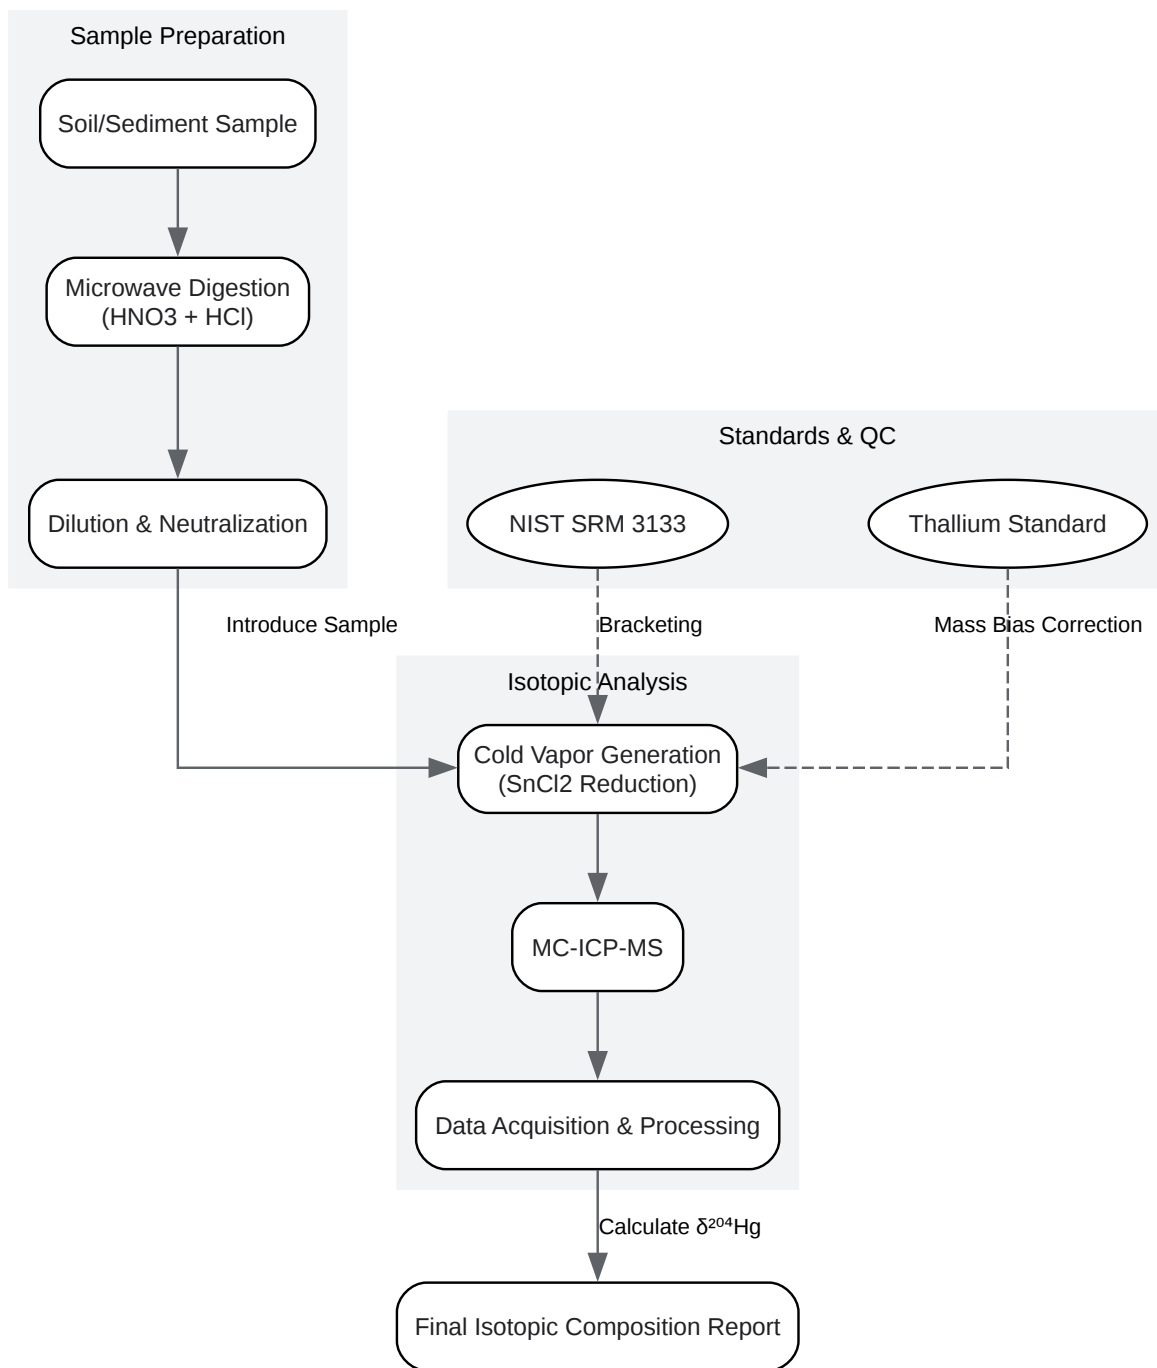 Sample Preparation
Soil/Sediment Sample
Microwave Digestion
(HNO3 + HCl)
Dilution & Neutralization
Standards & QC
NIST SRM 3133
Thallium Standard
Introduce Sample
Bracketing
Mass Bias Correction
Isotopic Analysis
Cold Vapor Generation
(SnCl2 Reduction)
MC-ICP-MS
Data Acquisition & Processing
Calculate δ²⁰⁴Hg
Final Isotopic Composition Report